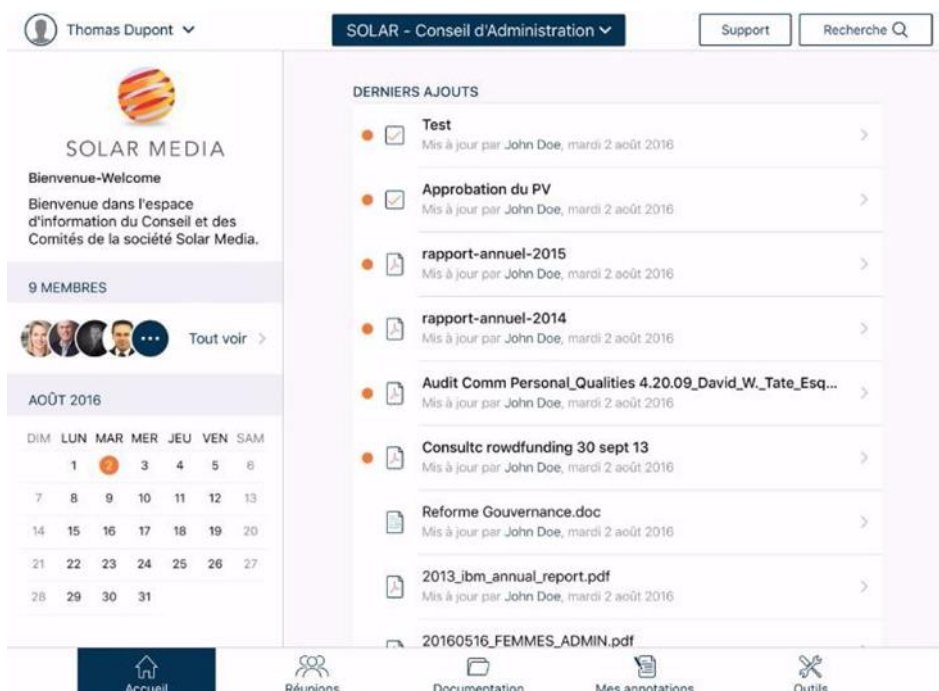 Thomas Dupont
SOLAR - Conseil d'Administration
Support
Recherche
SOLAR MEDIA
Bienvenue-Welcome
Bienvenue dans l'espace
d'information du Conseil et des
Comités de la société Solar Media.
9 MEMBRES
Tout voir
AOÛT 2016
DIM LUN MAR MER JEU VEN SAM
1 2 3 4 5 6
7 8 9 10 11 12 13
14 15 16 17 18 19 20
21 22 23 24 25 26 27
28 29 30 31
DERNIERS AJOUTS
Test
Mis à jour par John Doe, mardi 2 août 2016
Approbation du PV
Mis à jour par John Doe, mardi 2 août 2016
rapport-annuel-2015
Mis à jour par John Doe, mardi 2 août 2016
rapport-annuel-2014
Mis à jour par John Doe, mardi 2 août 2016
Audit Comm Personal_Qualities 4.20.09_David_W._Tate_Esq...
Mis à jour par John Doe, mardi 2 août 2016
Consultc rowdfunding 30 sept 13
Mis à jour par John Doe, mardi 2 août 2016
Reforme Gouvernance.doc
Mis à jour par John Doe, mardi 2 août 2016
2013_ibm_annual_report.pdf
Mis à jour par John Doe, mardi 2 août 2016
20160516_FEMMES_ADMIN.pdf
Accueil
Réunions
Documentation
Mes annotations
Outils